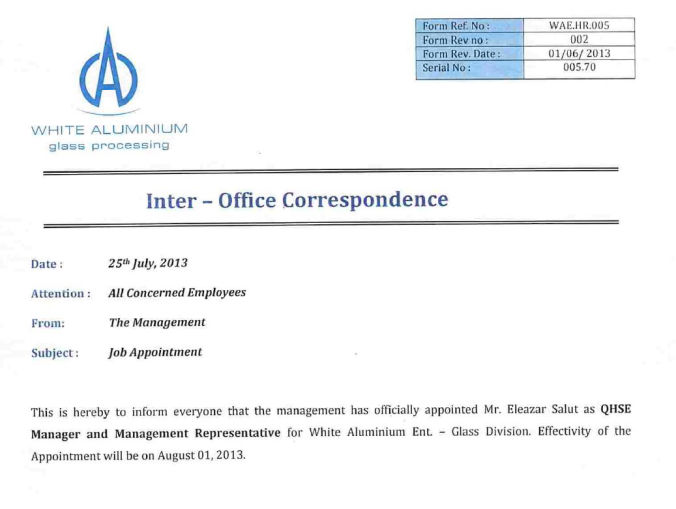 Form Ref. No : WAE.HR.005
Form Rev no : 002
Form Rev. Date : 01/06/ 2013
Serial No : 005.70
WHITE ALUMINIUM
glass processing
Inter – Office Correspondence
Date : 25th July, 2013
Attention : All Concerned Employees
From: The Management
Subject : Job Appointment
This is hereby to inform everyone that the management has officially appointed Mr. Eleazar Salut as QHSE
Manager and Management Representative for White Aluminium Ent. – Glass Division. Effectivity of the
Appointment will be on August 01, 2013.